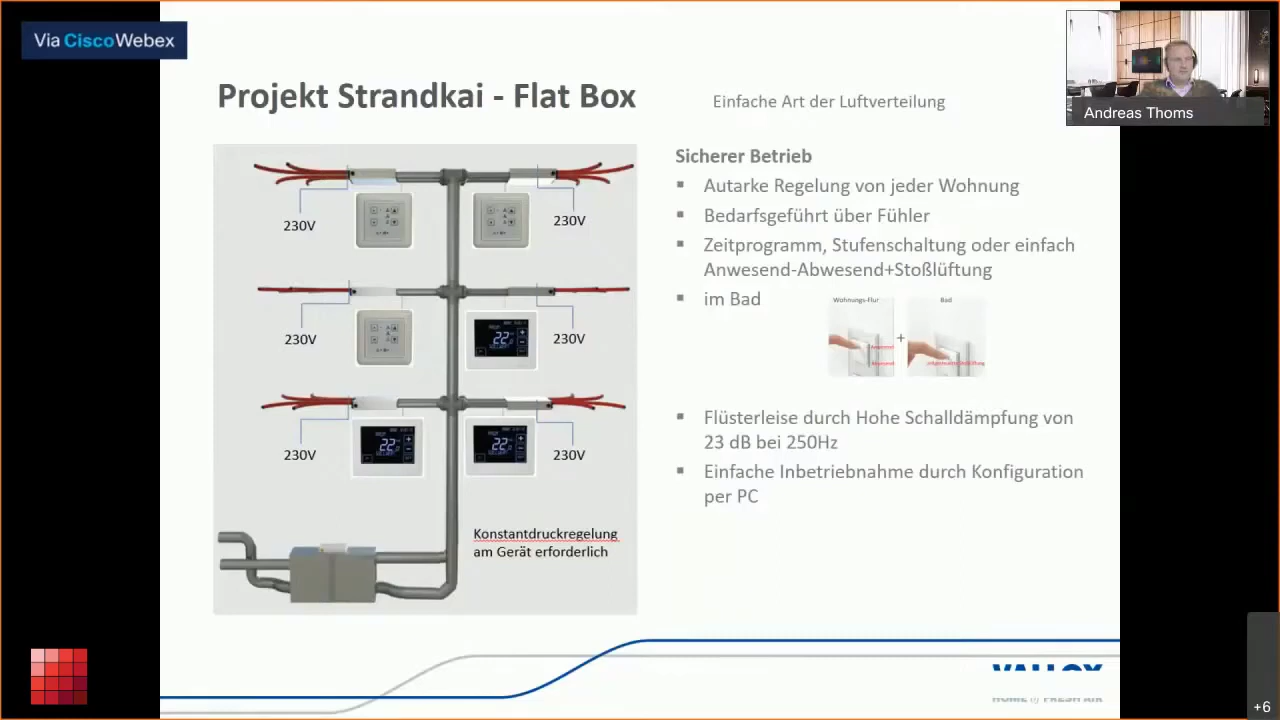 Via CiscoWebex
Andreas Thoms
Projekt Strandkai - Flat Box
Einfache Art der Luftverteilung
230V
230V
230V
230V
230V
230V
Konstantdruckregelung
am Gerät erforderlich
Sicherer Betrieb
Autarke Regelung von jeder Wohnung
Bedarfsgeführt über Fühler
Zeitprogramm, Stufenschaltung oder einfach
Anwesend-Abwesend+Stoßlüftung
im Bad
Wohnungs-Flur
Bad
+
Flüsterleise durch Hohe Schalldämpfung von
23 dB bei 250Hz
Einfache Inbetriebnahme durch Konfiguration
per PC
VALLOX
+6